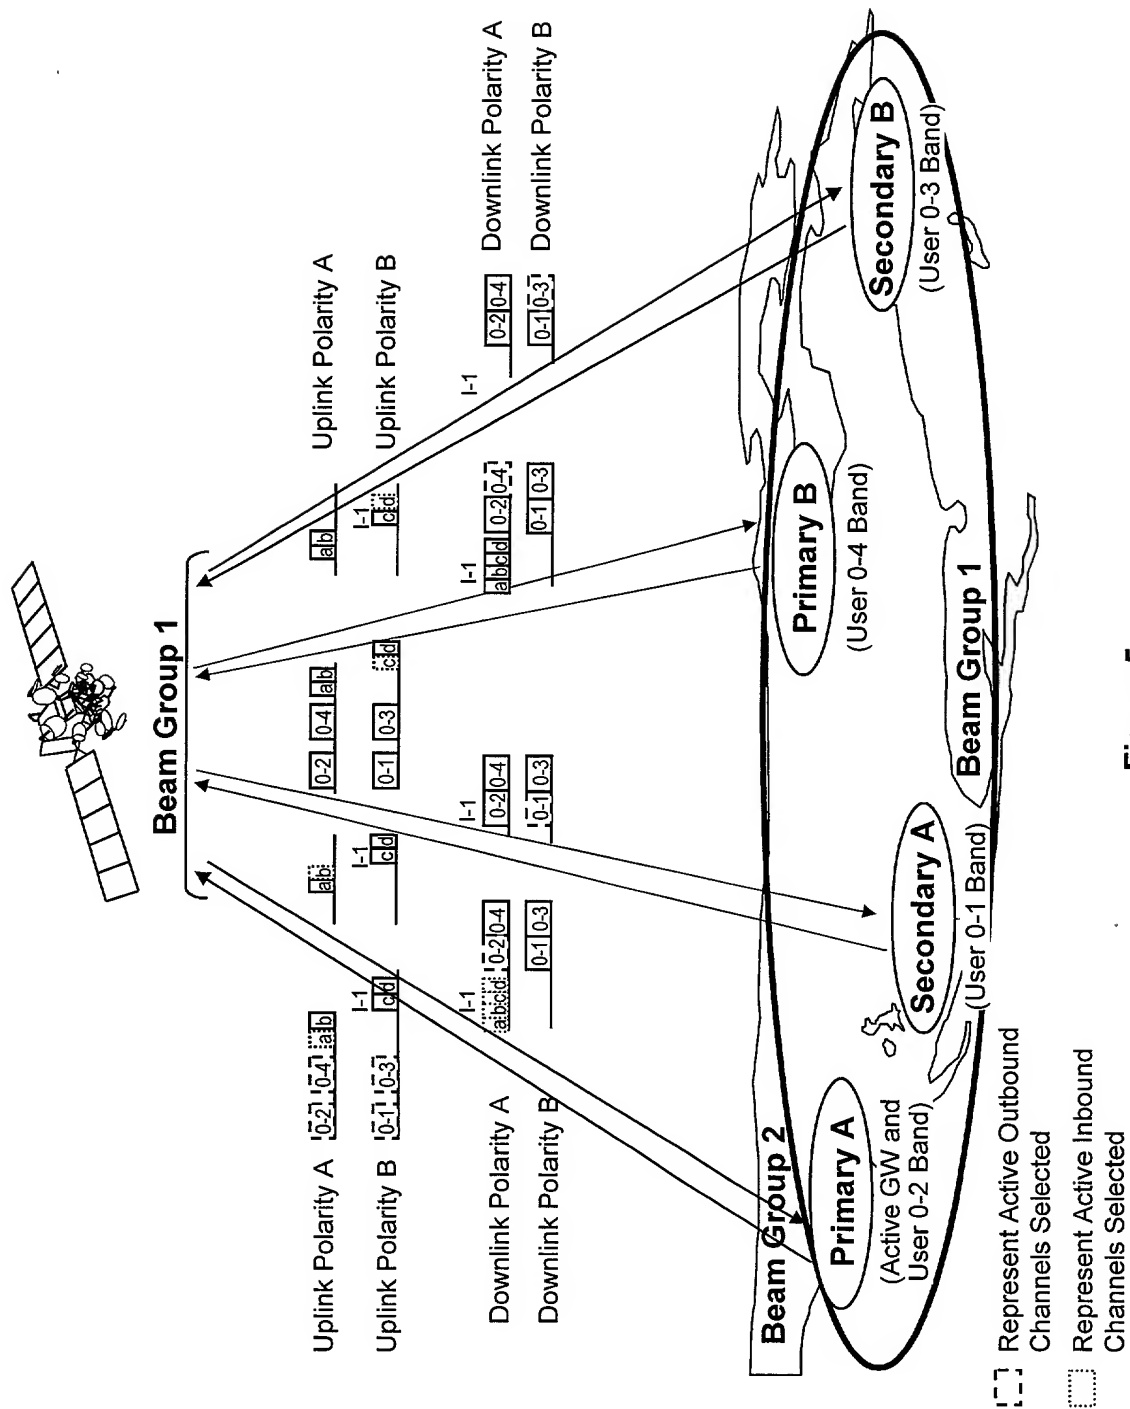 Beam Group 1
Uplink Polarity A
0-2 0-4 a b
a b
0-2 0-4 a b
a b
Uplink Polarity A
Uplink Polarity B
0-1 0-3
I-1
c d
I-1
c d
0-1 0-3
c d
I-1
c d
Uplink Polarity B
Downlink Polarity A
I-1
a b c d 0-2 0-4
I-1
0-2 0-4
I-1
a b c d 0-2 0-4
I-1
0-2 0-4
Downlink Polarity A
Downlink Polarity B
0-1 0-3
0-1 0-3
0-1 0-3
0-1 0-3
Downlink Polarity B
Beam Group 2
Primary A
(Active GW and
User 0-2 Band)
Secondary A
(User 0-1 Band)
Primary B
(User 0-4 Band)
Secondary B
(User 0-3 Band)
Beam Group 1
Represent Active Outbound
Channels Selected
Represent Active Inbound
Channels Selected